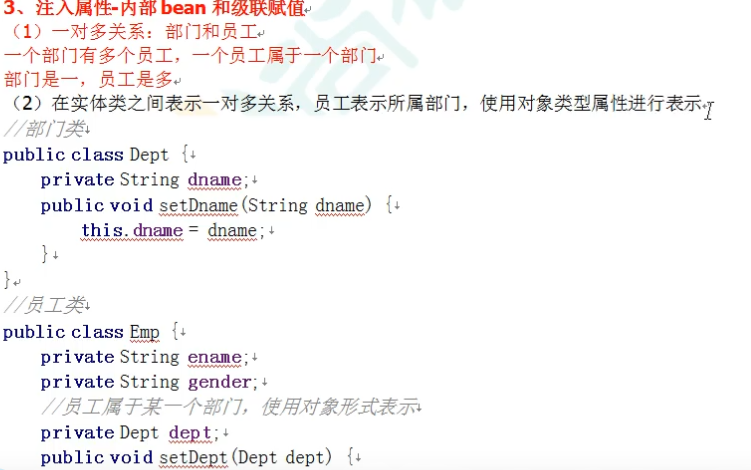 3、注入属性-内部 bean 和级联赋值
（1）一对多关系：部门和员工
一个部门有多个员工，一个员工属于一个部门
部门是一，员工是多
（2）在实体类之间表示一对多关系，员工表示所属部门，使用对象类型属性进行表示
//部门类
public class Dept {
    private String dname;
    public void setDname(String dname) {
        this.dname = dname;
    }
}
//员工类
public class Emp {
    private String ename;
    private String gender;
    //员工属于某一个部门，使用对象形式表示
    private Dept dept;
    public void setDept(Dept dept) {